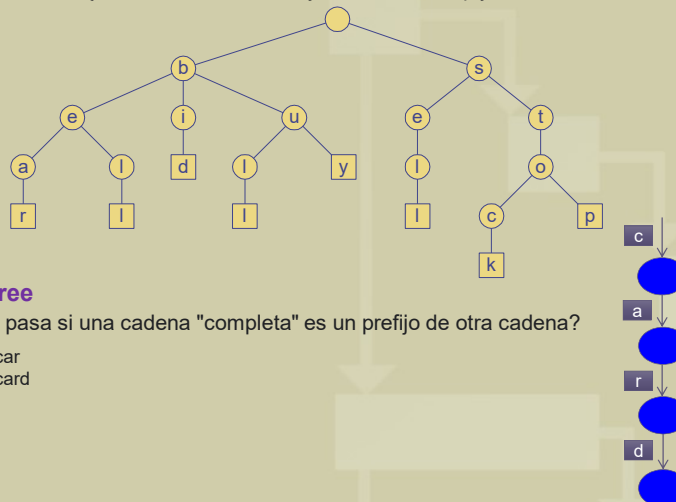 b s
e i u e t
a l d l y l o
r l l l c p
k
c
a
r
d
ree
pasa si una cadena "completa" es un prefijo de otra cadena?
car
card